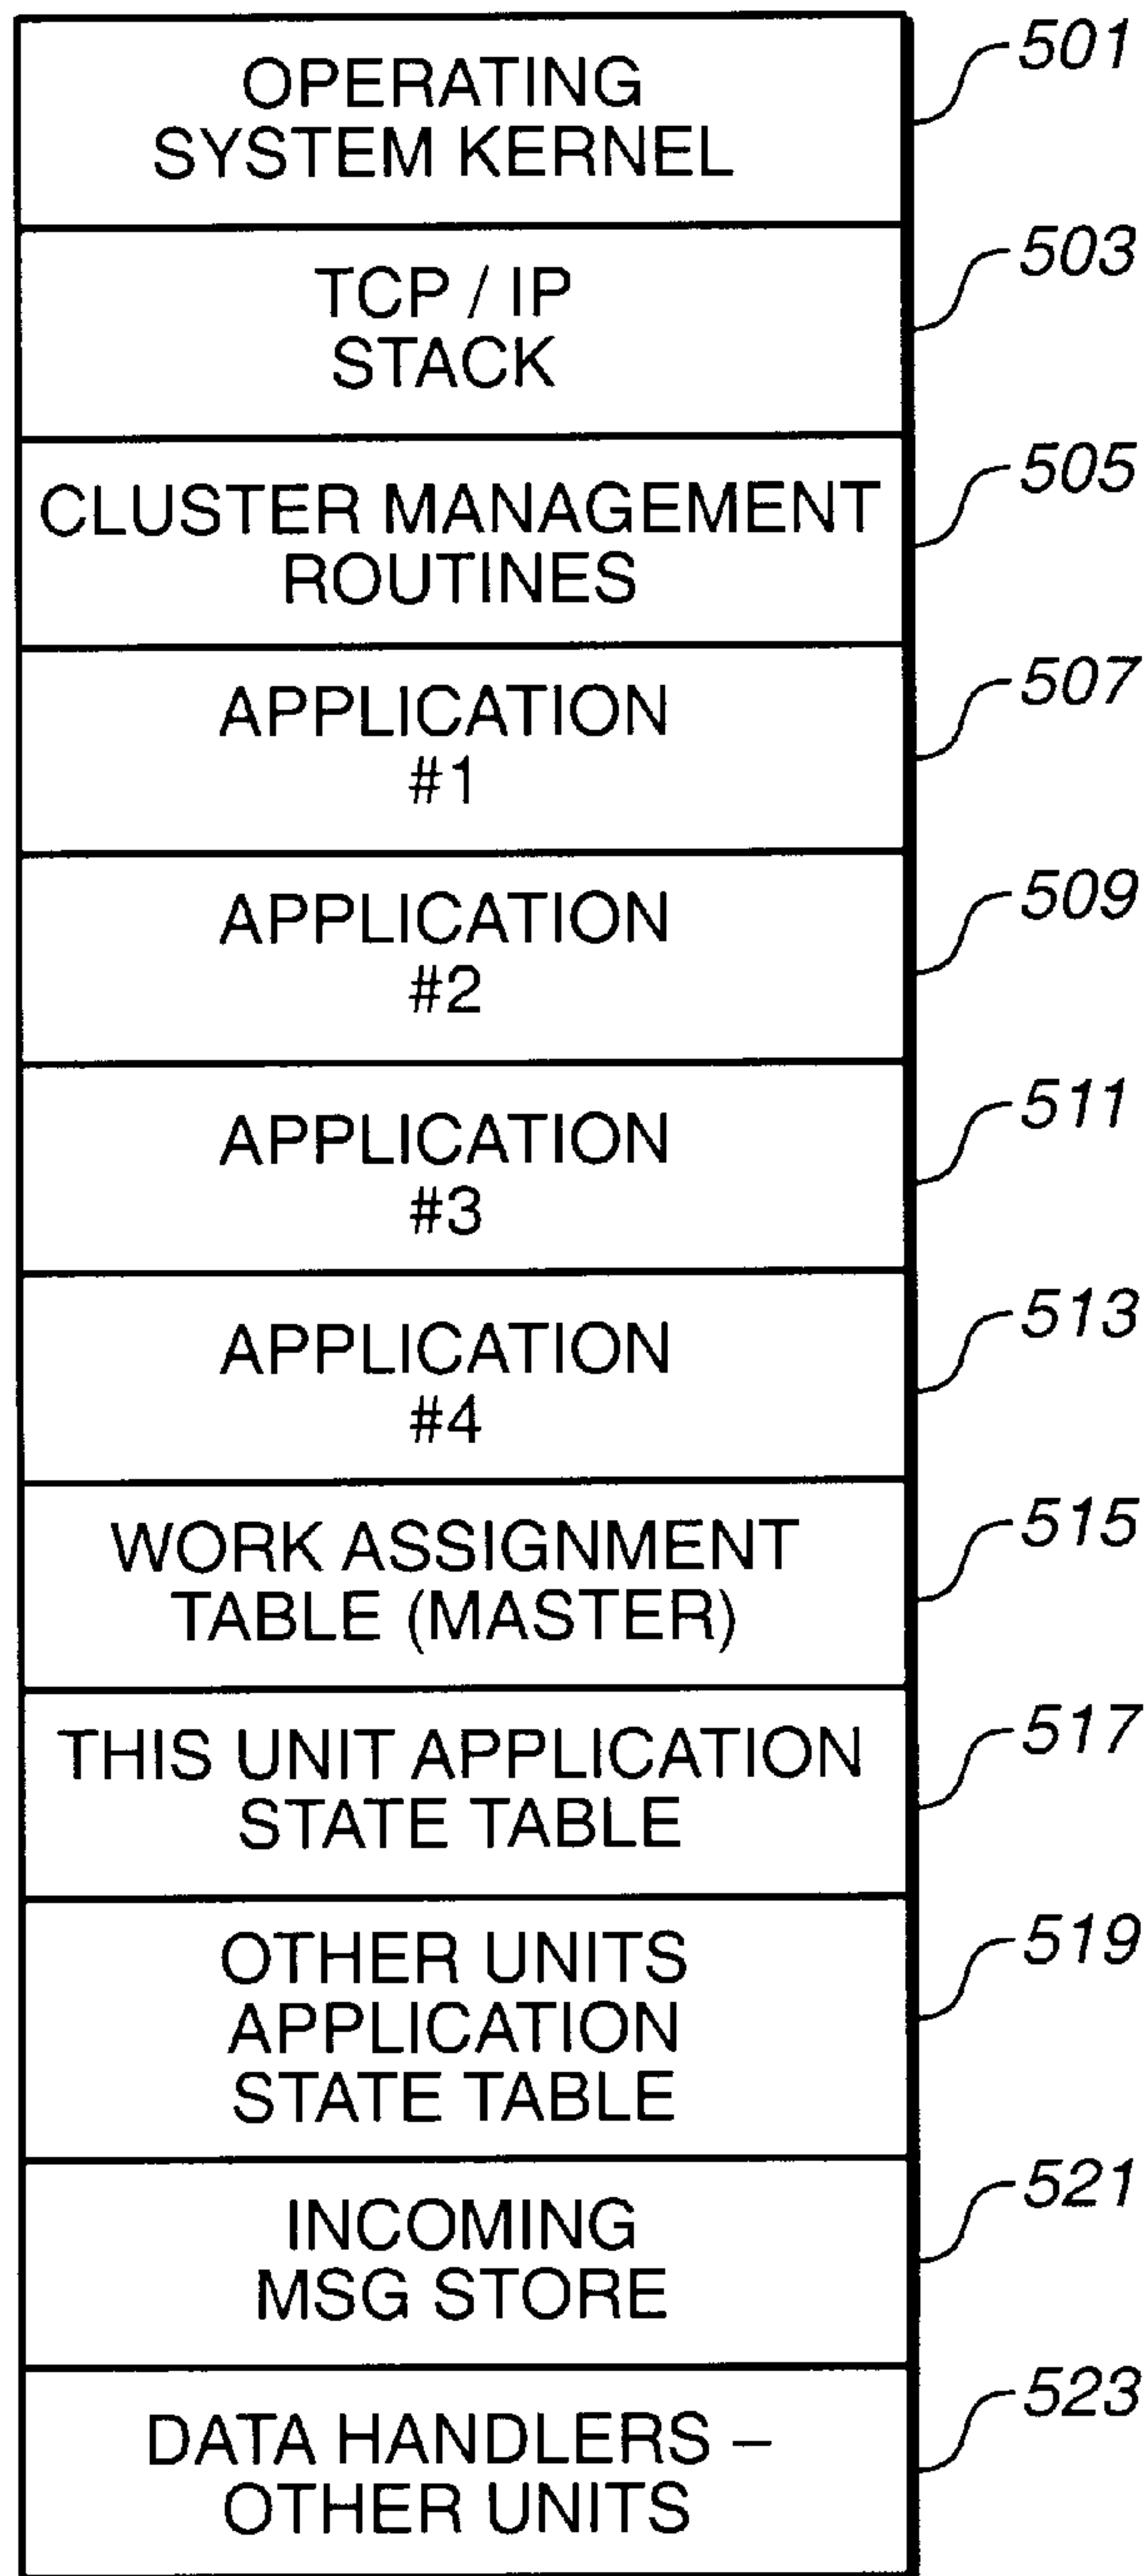 OPERATING
SYSTEM KERNEL
501
TCP / IP
STACK
503
CLUSTER MANAGEMENT
ROUTINES
505
APPLICATION
#1
507
APPLICATION
#2
509
APPLICATION
#3
511
APPLICATION
#4
513
WORK ASSIGNMENT
TABLE (MASTER)
515
THIS UNIT APPLICATION
STATE TABLE
517
OTHER UNITS
APPLICATION
STATE TABLE
519
INCOMING
MSG STORE
521
DATA HANDLERS –
OTHER UNITS
523